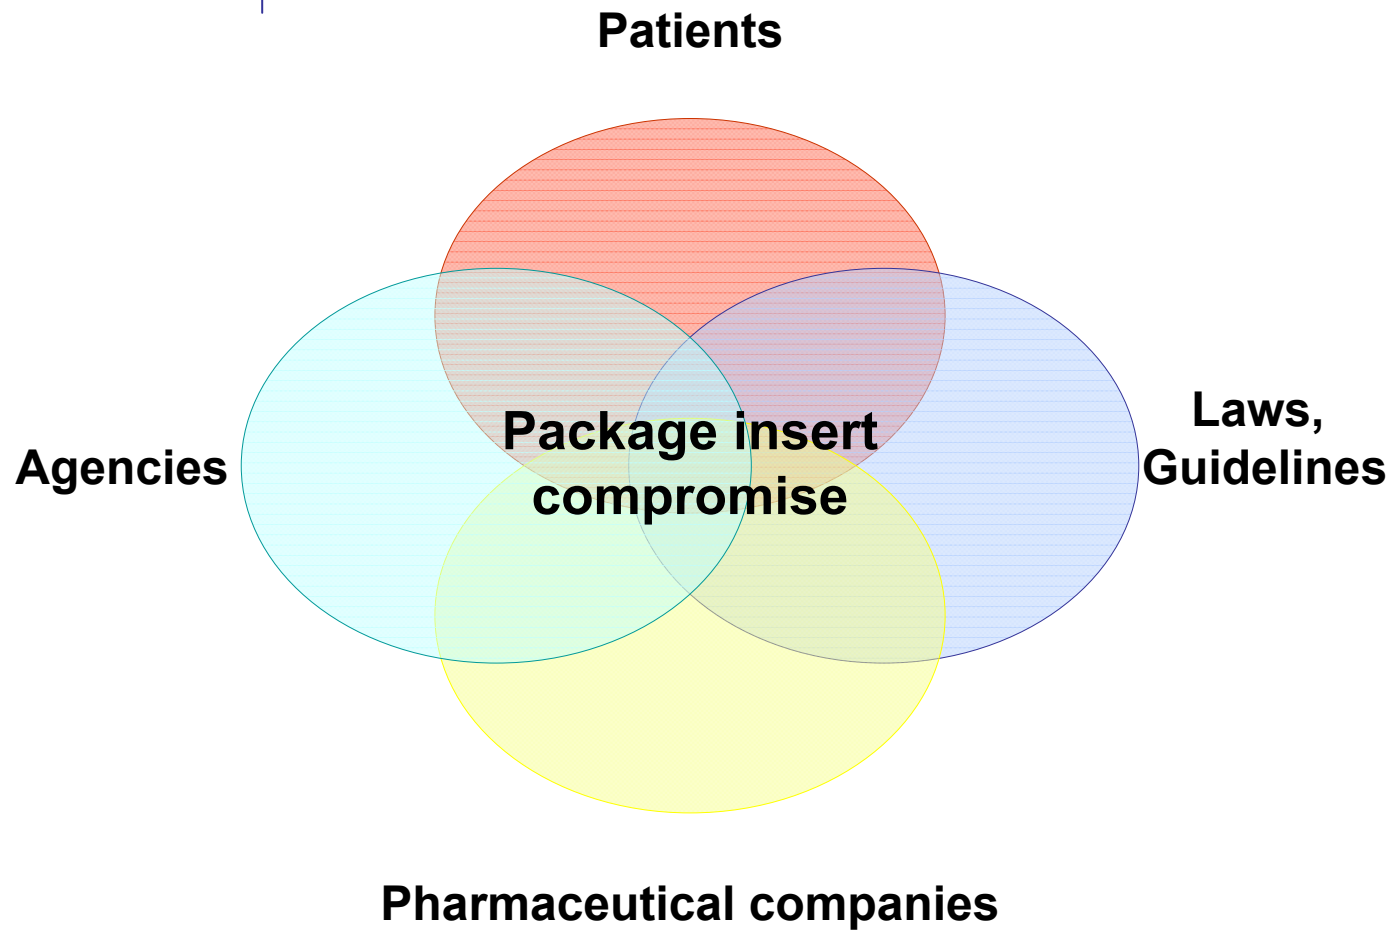 Patients
Agencies
Package insert
compromise
Laws,
Guidelines
Pharmaceutical companies